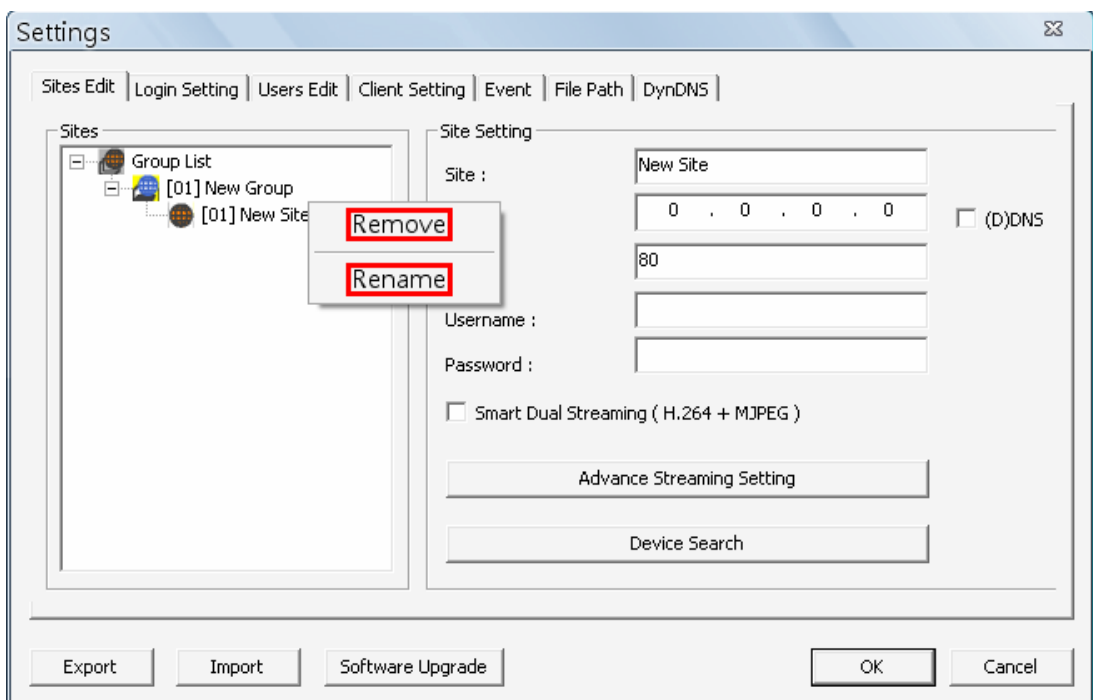 Settings
Sites Edit Login Setting Users Edit Client Setting Event File Path DynDNS
Sites
Group List
[01] New Group
[01] New Site
Remove
Rename
Site Setting
Site : New Site
0 . 0 . 0 . 0 (D)DNS
80
Username :
Password :
Smart Dual Streaming ( H.264 + MJPEG )
Advance Streaming Setting
Device Search
Export Import Software Upgrade OK Cancel